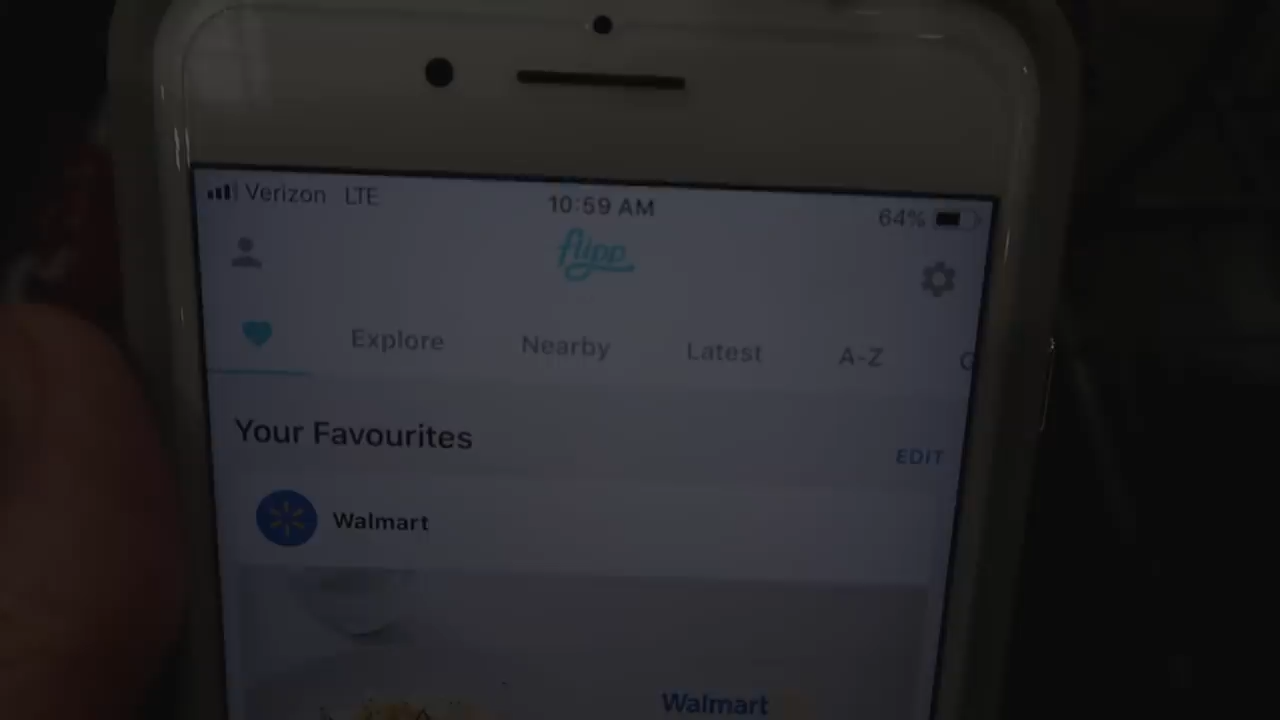 Verizon LTE 10:59 AM 64%
flipp
Explore Nearby Latest A-Z
Your Favourites EDIT
Walmart
Walmart